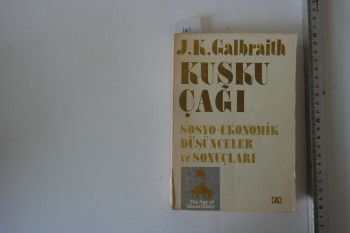 J.K.Galbraith
KUŞKU
ÇAĞI
SOSYO-EKONOMİK
DÜŞÜNCELER
ve SONUÇLARI
The Age of
Uncertainty